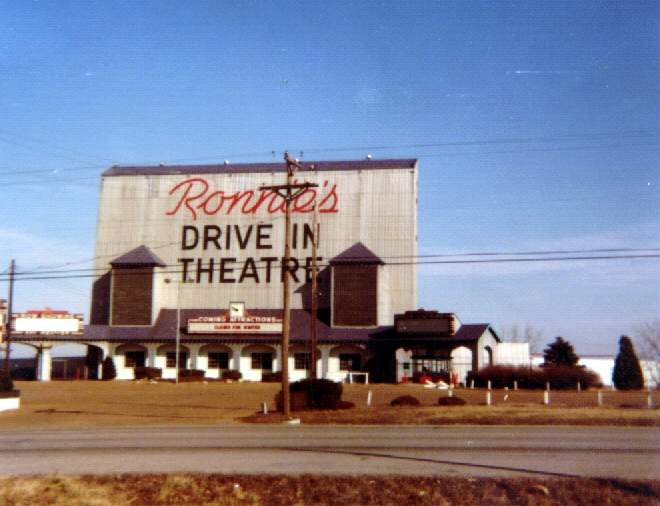 Ronnie's
DRIVE IN
THEATRE
COMING ATTRACTIONS
CLOSED FOR WINTER